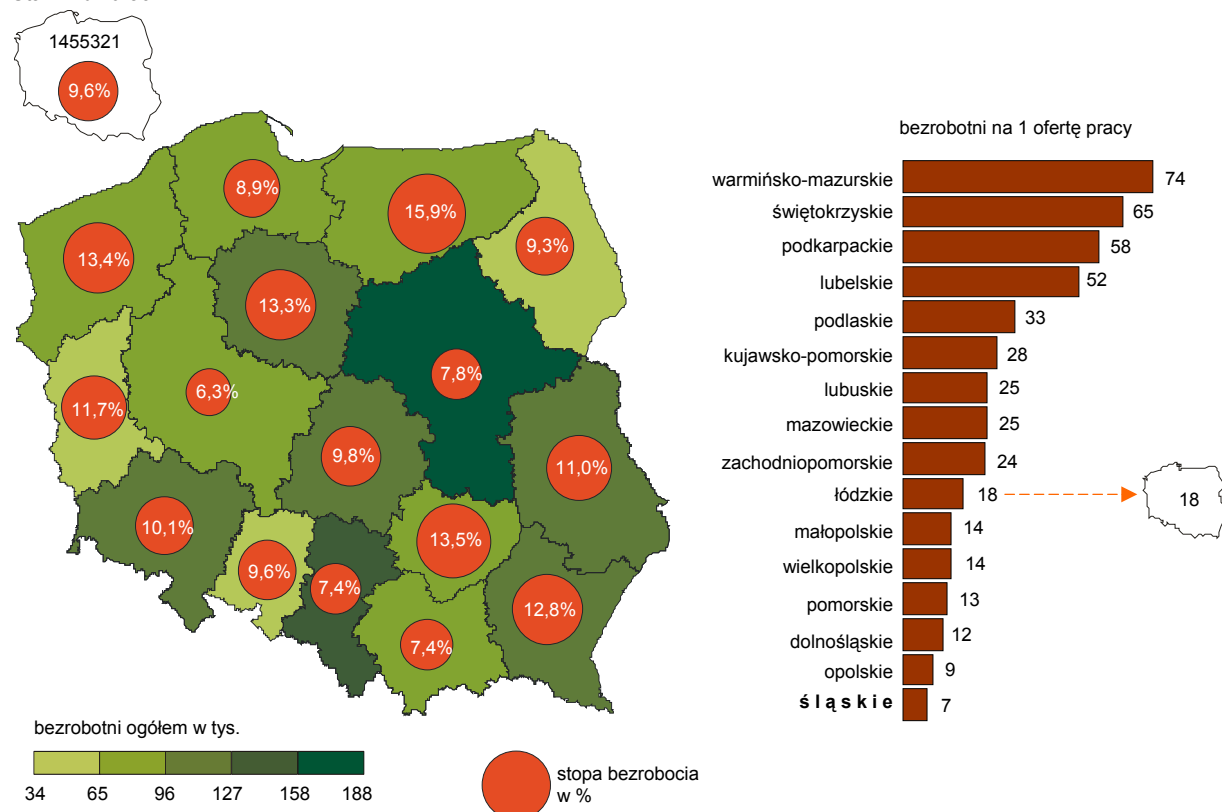 1455321
9,6%
8,9%
15,9%
9,3%
13,4%
13,3%
7,8%
6,3%
11,7%
9,8%
11,0%
10,1%
13,5%
9,6%
7,4%
12,8%
7,4%
bezrobotni ogółem w tys.
34 65 96 127 158 188
stopa bezrobocia
w %
bezrobotni na 1 ofertę pracy
warmińsko-mazurskie 74
świętokrzyskie 65
podkarpackie 58
lubelskie 52
podlaskie 33
kujawsko-pomorskie 28
lubuskie 25
mazowieckie 25
zachodniopomorskie 24
łódzkie 18 18
małopolskie 14
wielkopolskie 14
pomorskie 13
dolnośląskie 12
opolskie 9
śląskie 7